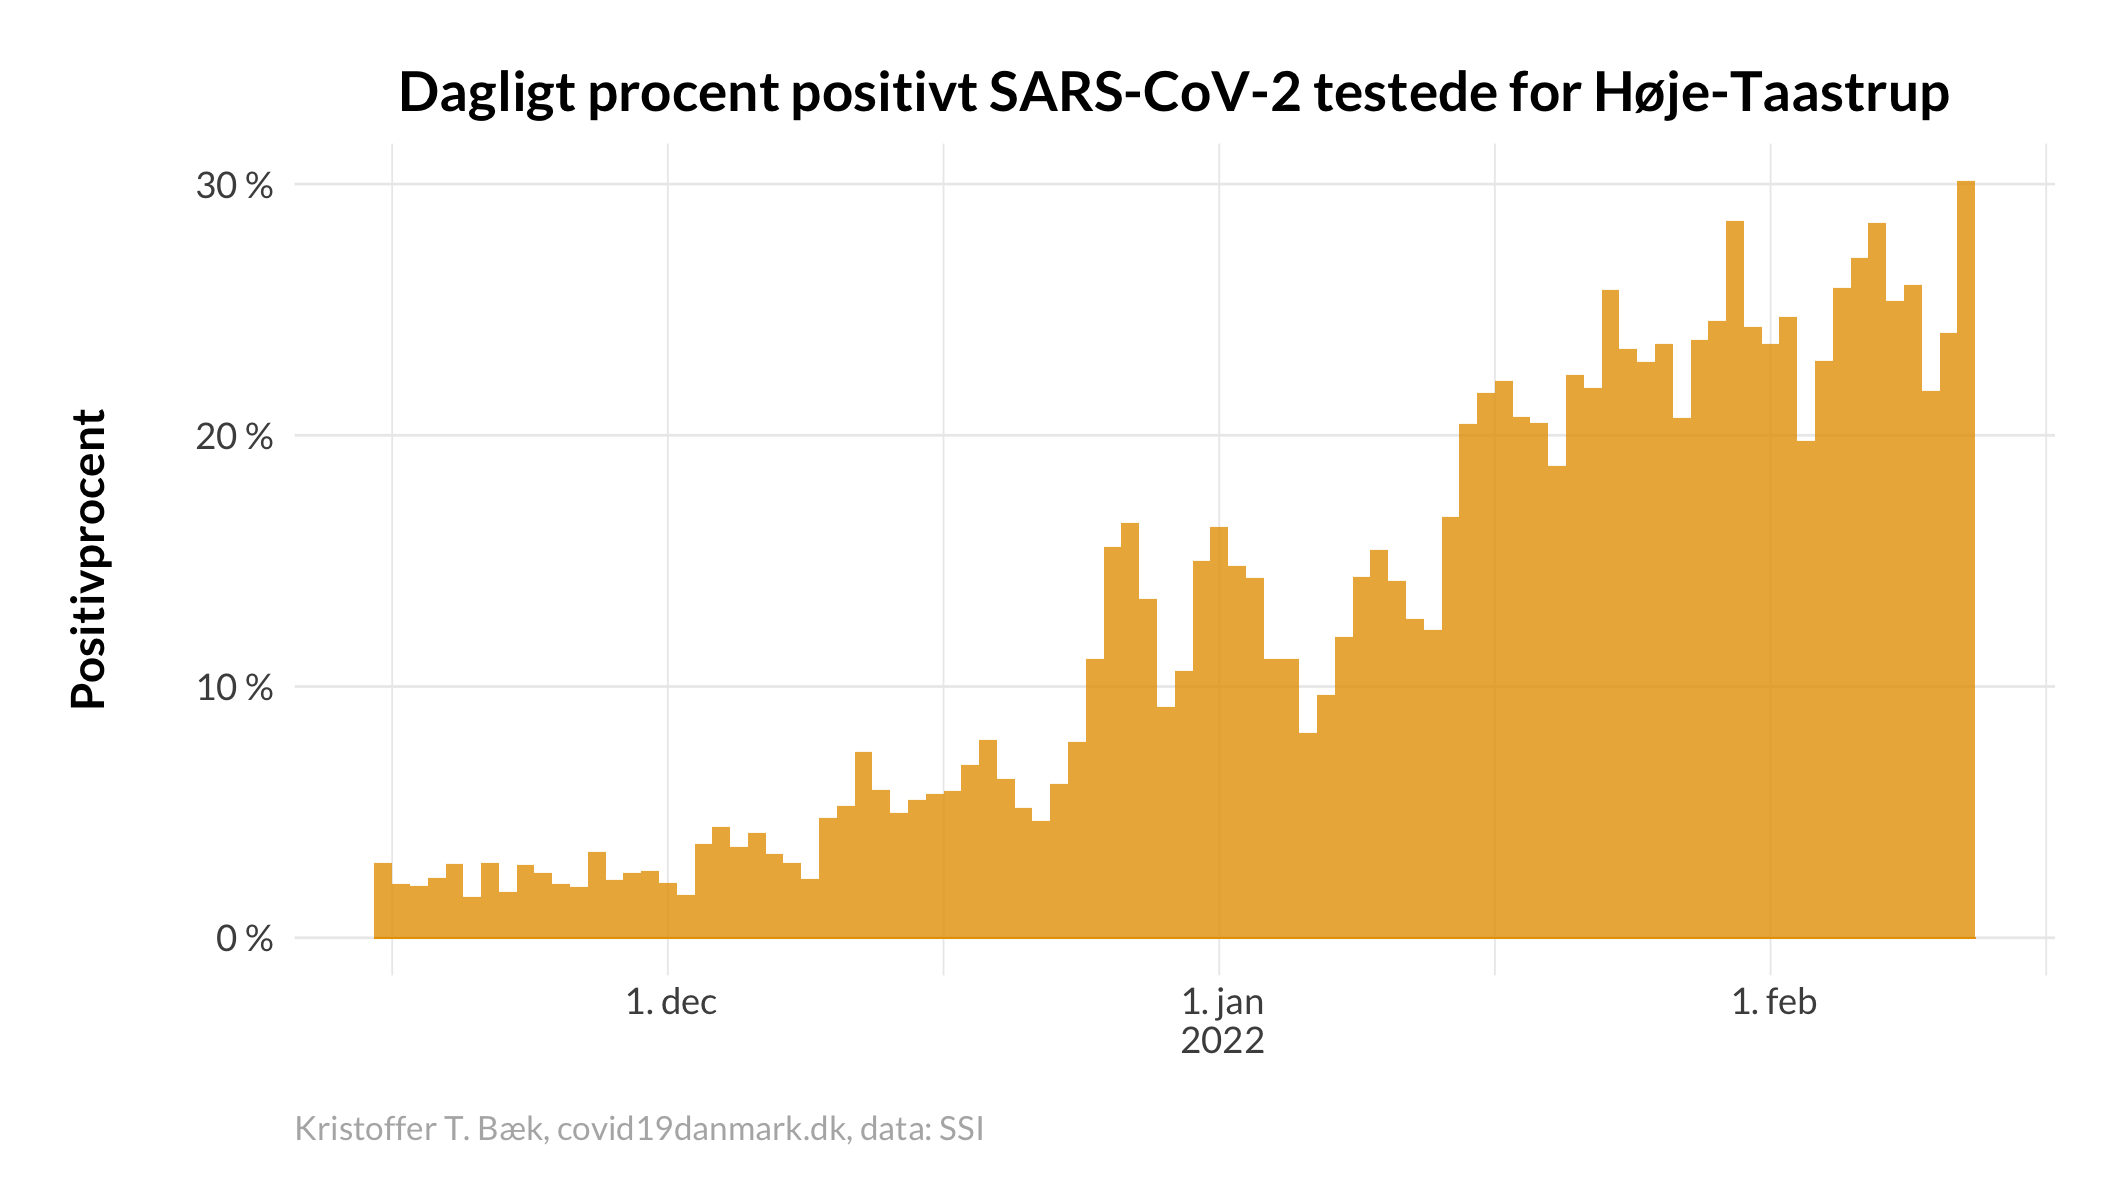 Dagligt procent positivt SARS-CoV-2 testede for Høje-Taastrup
Positivprocent
30 %
20 %
10 %
0 %
1. dec
1. jan
2022
1. feb
Kristoffer T. Bæk, covid19danmark.dk, data: SSI